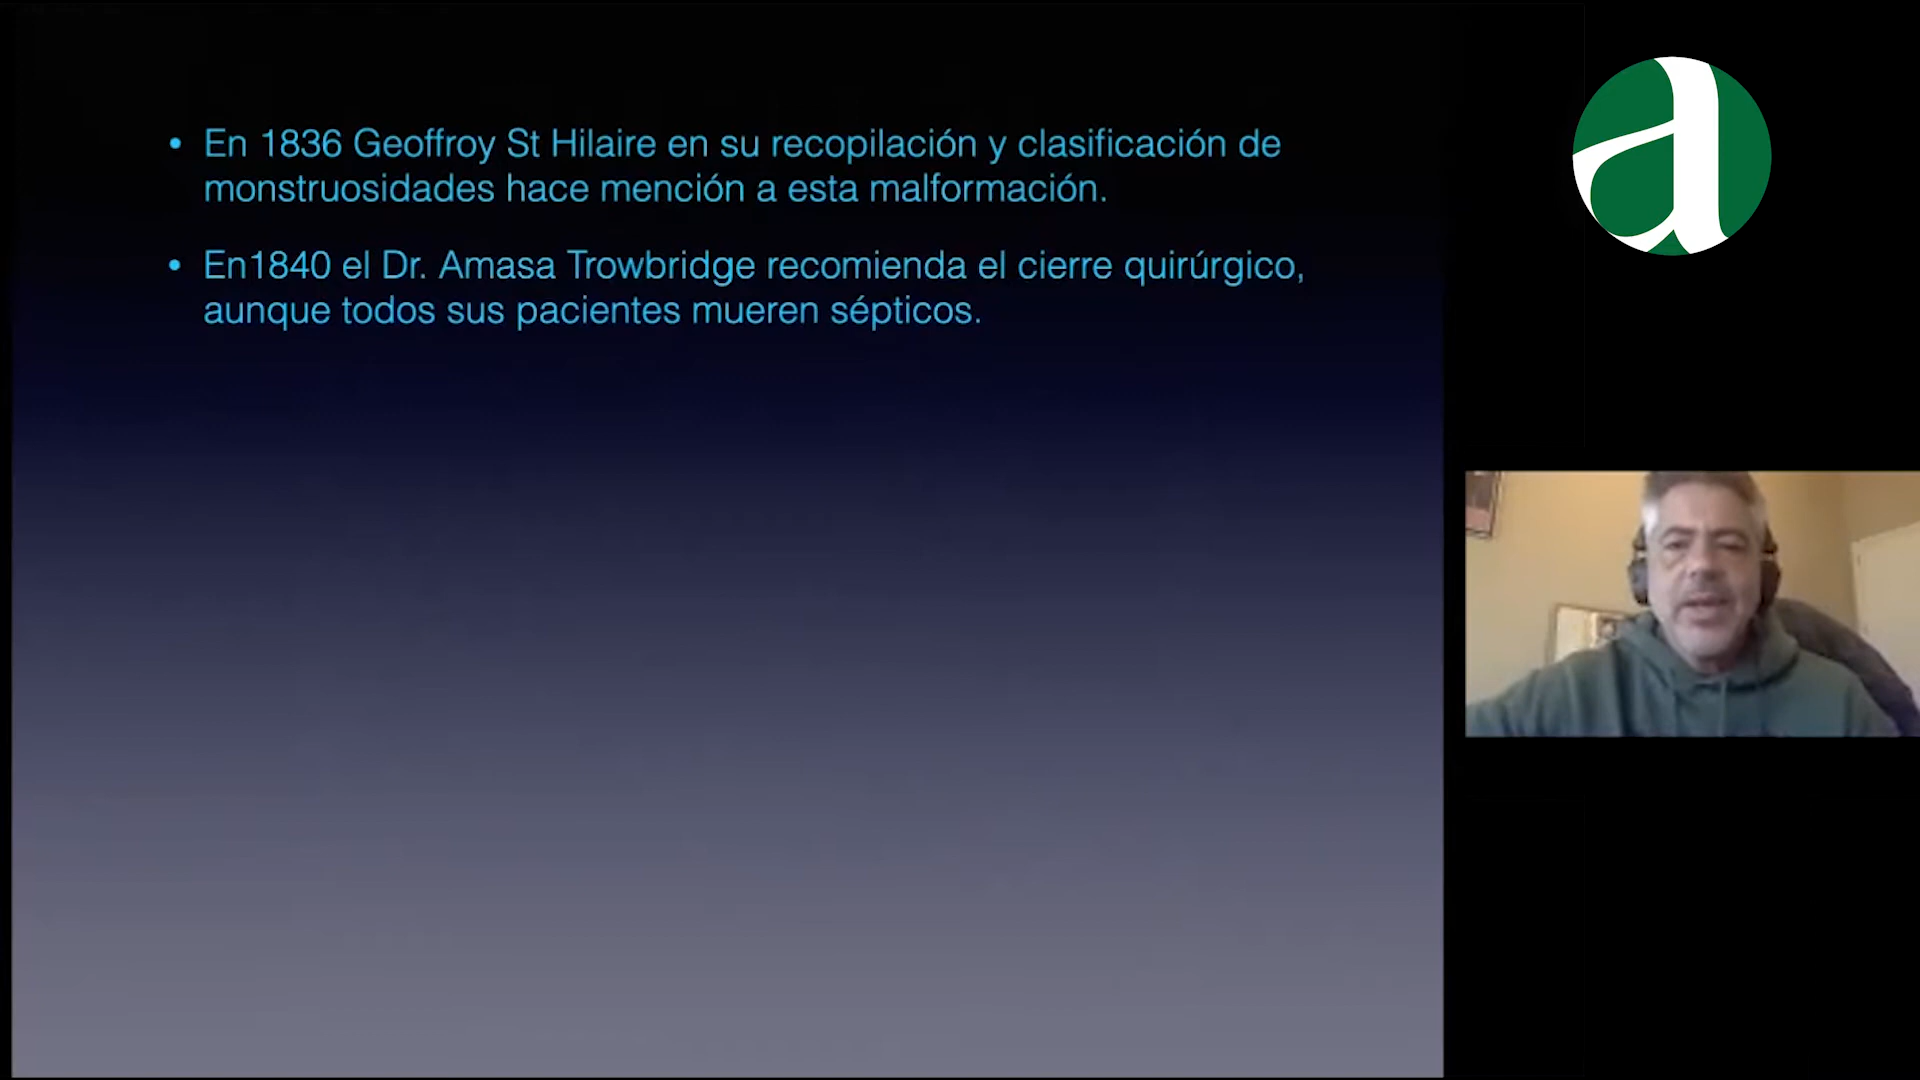 • En 1836 Geoffroy St Hilaire en su recopilación y clasificación de
monstruosidades hace mención a esta malformación.
• En1840 el Dr. Amasa Trowbridge recomienda el cierre quirúrgico,
aunque todos sus pacientes mueren sépticos.
a